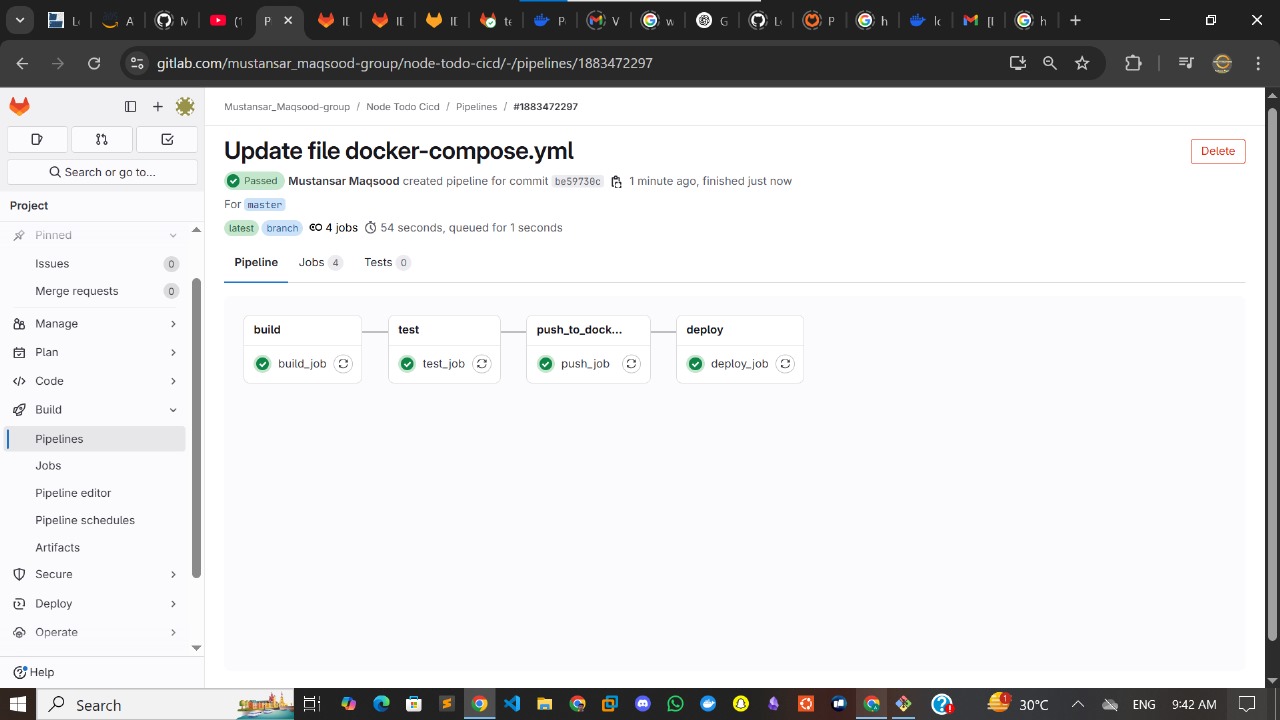 gitlab.com/mustansar_maqsood-group/node-todo-cicd/-/pipelines/1883472297
Mustansar_Maqsood-group / Node Todo Cicd / Pipelines / #1883472297
Update file docker-compose.yml
Delete
Passed Mustansar Maqsood created pipeline for commit be59730c 1 minute ago, finished just now
For master
latest branch 4 jobs 54 seconds, queued for 1 seconds
Pipeline Jobs 4 Tests 0
build test push_to_dock... deploy
build_job test_job push_job deploy_job
Search or go to...
Project
Pinned
Issues 0
Merge requests 0
Manage
Plan
Code
Build
Pipelines
Jobs
Pipeline editor
Pipeline schedules
Artifacts
Secure
Deploy
Operate
Help
Search
1 30°C ENG 9:42 AM